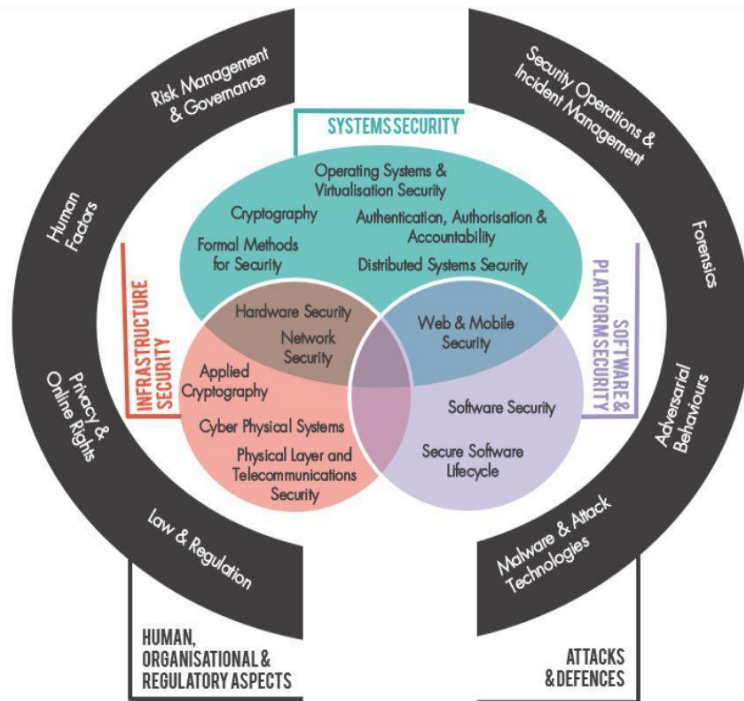 Risk Management
& Governance
Human
Factors
Privacy &
Online Rights
Law & Regulation
HUMAN,
ORGANISATIONAL &
REGULATORY ASPECTS
SYSTEMS SECURITY
Operating Systems &
Virtualisation Security
Cryptography
Authentication, Authorisation &
Accountability
Formal Methods
for Security
Distributed Systems Security
INFRASTRUCTURE
SECURITY
Hardware Security
Network
Security
Applied
Cryptography
Cyber Physical Systems
Physical Layer and
Telecommunications
Security
Web & Mobile
Security
Software Security
Secure Software
Lifecycle
SOFTWARE &
PLATFORM SECURITY
Security Operations &
Incident Management
Forensics
Adversarial
Behaviours
Malware & Attack
Technologies
ATTACKS
& DEFENCES